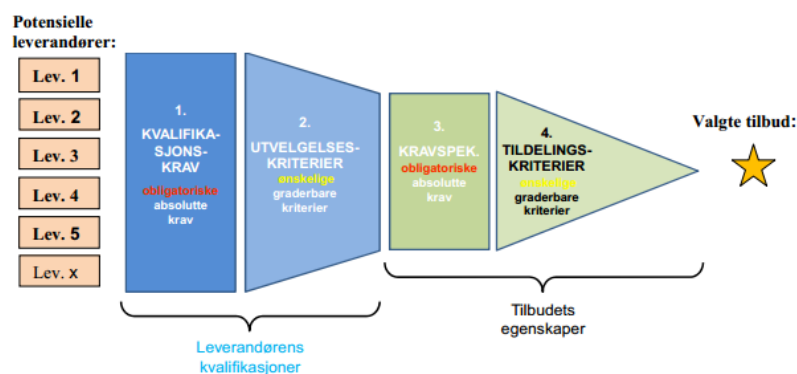 Potensielle
leverandører:
Lev. 1
Lev. 2
Lev. 3
Lev. 4
Lev. 5
Lev. x
1.
KVALIFIKA-
SJONS-
KRAV
obligatoriske
absolutte
krav
2.
UTVELGELSES-
KRITERIER
ønskelige
graderbare
kriterier
3.
KRAVSPEK.
obligatoriske
absolutte
krav
4.
TILDELINGS-
KRITERIER
ønskelige
graderbare
kriterier
Valgte tilbud:
Leverandørens
kvalifikasjoner
Tilbudets
egenskaper